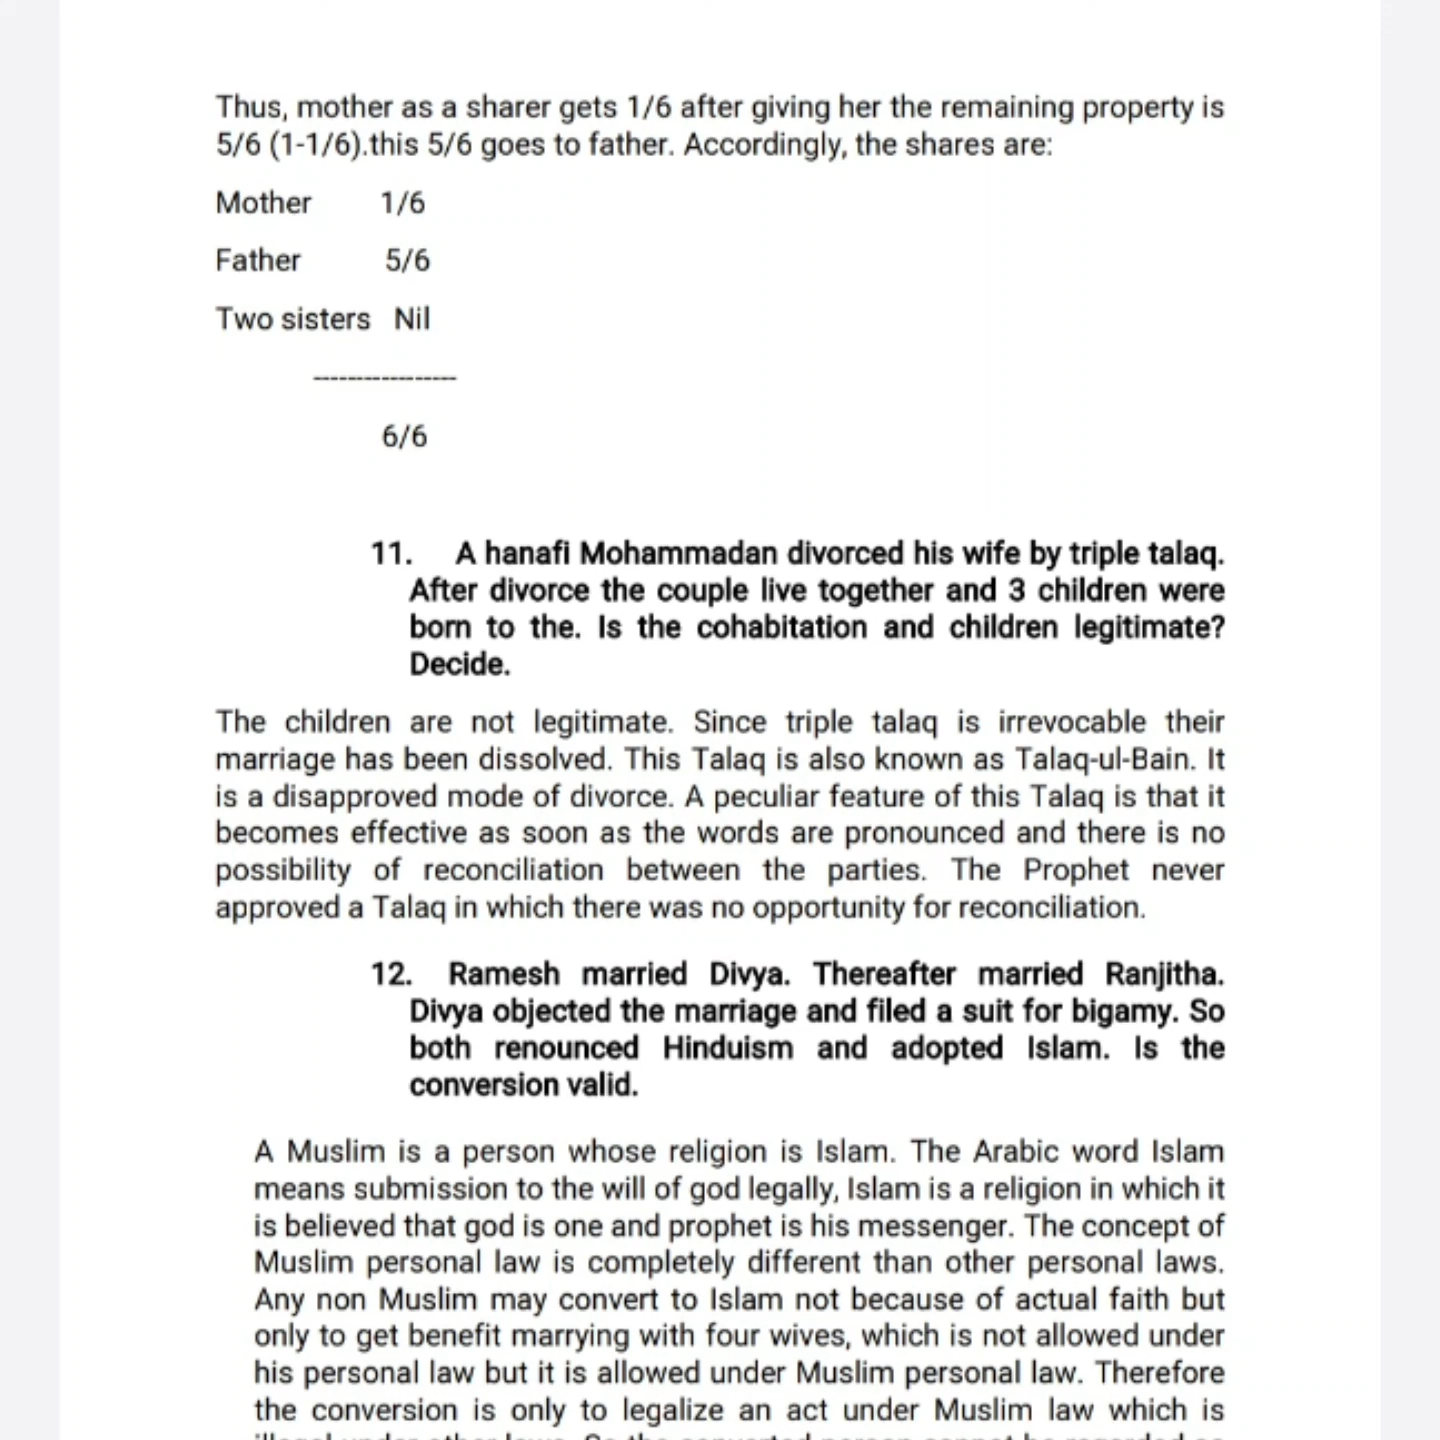 Thus, mother as a sharer gets 1/6 after giving her the remaining property is
5/6 (1-1/6).this 5/6 goes to father. Accordingly, the shares are:
Mother 1/6
Father 5/6
Two sisters Nil
-----------------
6/6
11. A hanafi Mohammadan divorced his wife by triple talaq.
After divorce the couple live together and 3 children were
born to the. Is the cohabitation and children legitimate?
Decide.
The children are not legitimate. Since triple talaq is irrevocable their
marriage has been dissolved. This Talaq is also known as Talaq-ul-Bain. It
is a disapproved mode of divorce. A peculiar feature of this Talaq is that it
becomes effective as soon as the words are pronounced and there is no
possibility of reconciliation between the parties. The Prophet never
approved a Talaq in which there was no opportunity for reconciliation.
12. Ramesh married Divya. Thereafter married Ranjitha.
Divya objected the marriage and filed a suit for bigamy. So
both renounced Hinduism and adopted Islam. Is the
conversion valid.
A Muslim is a person whose religion is Islam. The Arabic word Islam
means submission to the will of god legally, Islam is a religion in which it
is believed that god is one and prophet is his messenger. The concept of
Muslim personal law is completely different than other personal laws.
Any non Muslim may convert to Islam not because of actual faith but
only to get benefit marrying with four wives, which is not allowed under
his personal law but it is allowed under Muslim personal law. Therefore
the conversion is only to legalize an act under Muslim law which is